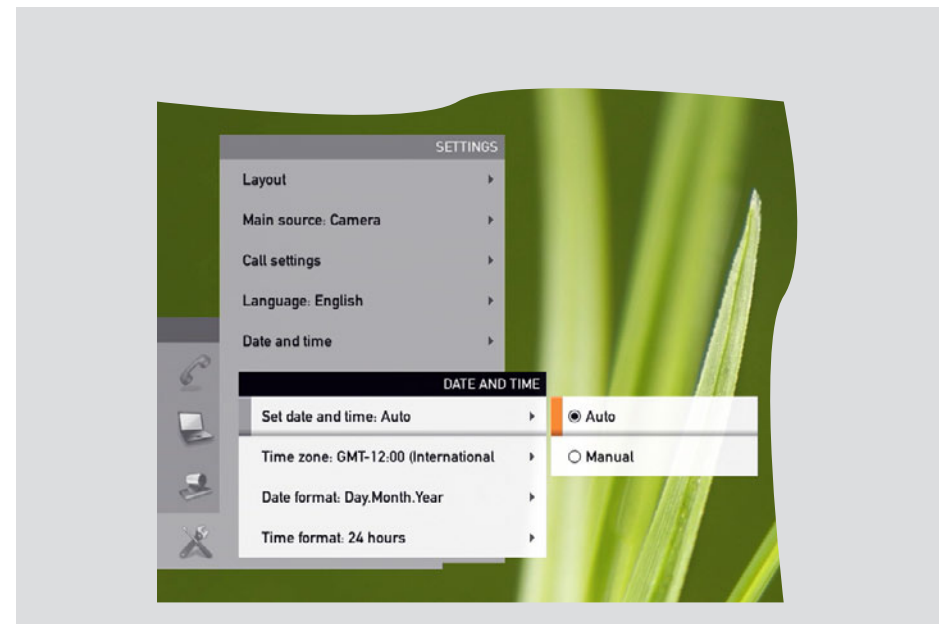 SETTINGS
Layout
Main source: Camera
Call settings
Language: English
Date and time
DATE AND TIME
Set date and time: Auto
Auto
Time zone: GMT-12:00 (International
Manual
Date format: Day.Month.Year
Time format: 24 hours